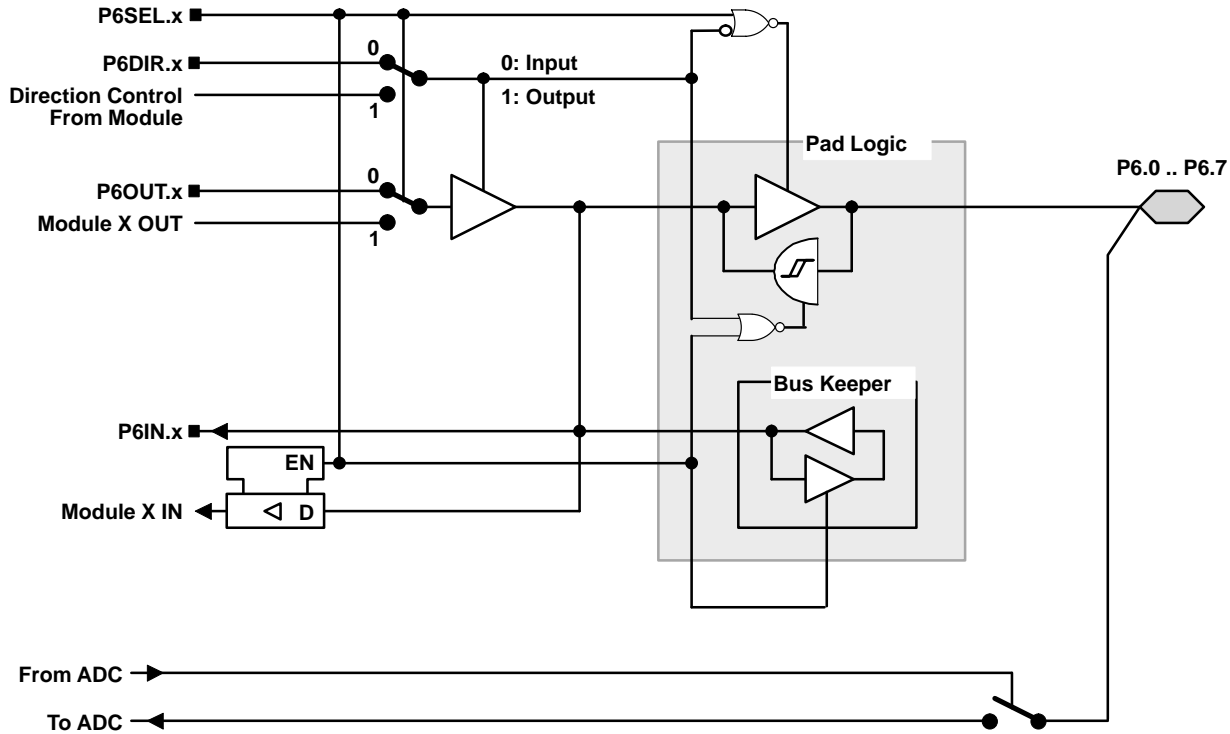 P6SEL.x
P6DIR.x
0
0: Input
Direction Control
From Module
1
1: Output
Pad Logic
P6.0 .. P6.7
P6OUT.x
0
Module X OUT
1
Bus Keeper
P6IN.x
EN
Module X IN
D
From ADC
To ADC